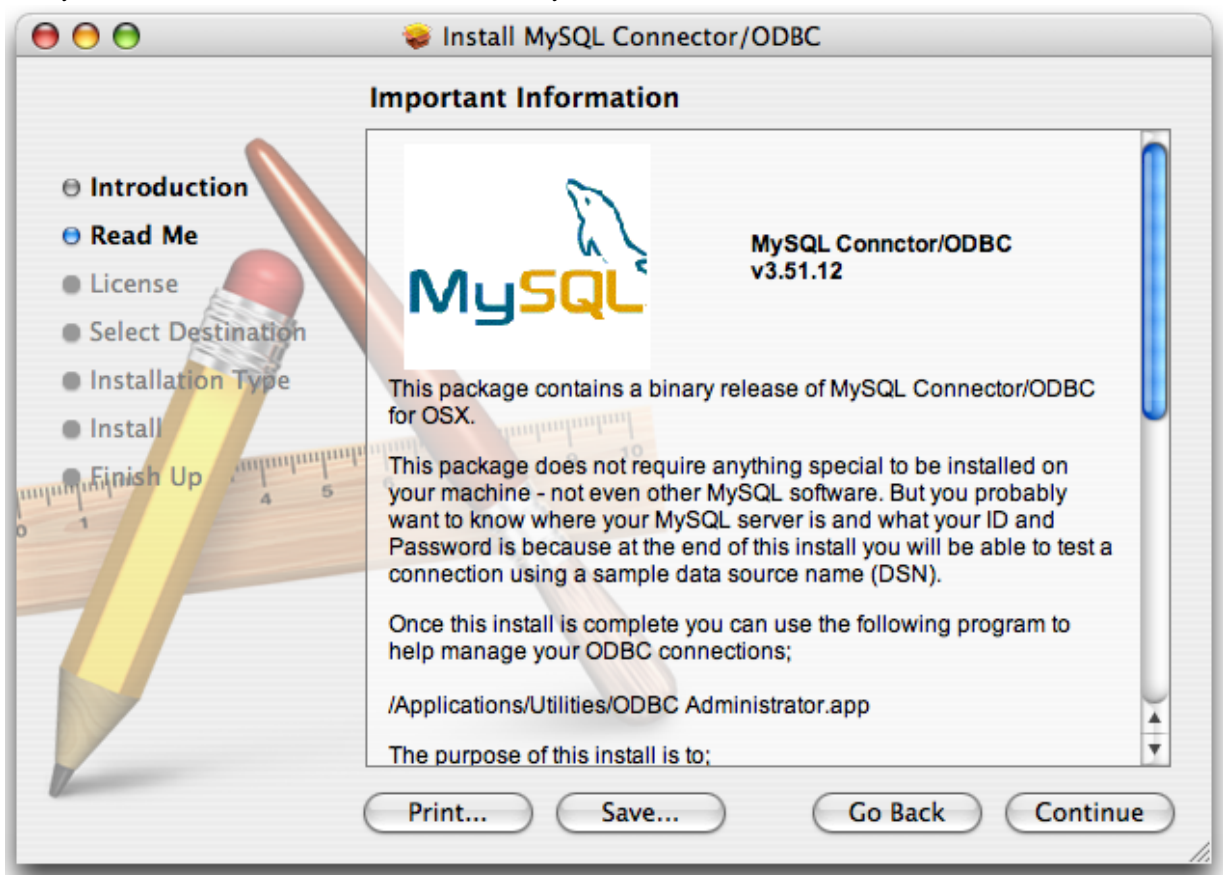 Install MySQL Connector/ODBC
Important Information
Introduction
Read Me
License
Select Destination
Installation Type
Install
Finish Up
MySQL
MySQL Connctor/ODBC
v3.51.12
This package contains a binary release of MySQL Connector/ODBC
for OSX.
This package does not require anything special to be installed on
your machine - not even other MySQL software. But you probably
want to know where your MySQL server is and what your ID and
Password is because at the end of this install you will be able to test a
connection using a sample data source name (DSN).
Once this install is complete you can use the following program to
help manage your ODBC connections;
/Applications/Utilities/ODBC Administrator.app
The purpose of this install is to;
0 1 4 5 9 10
Print... Save... Go Back Continue